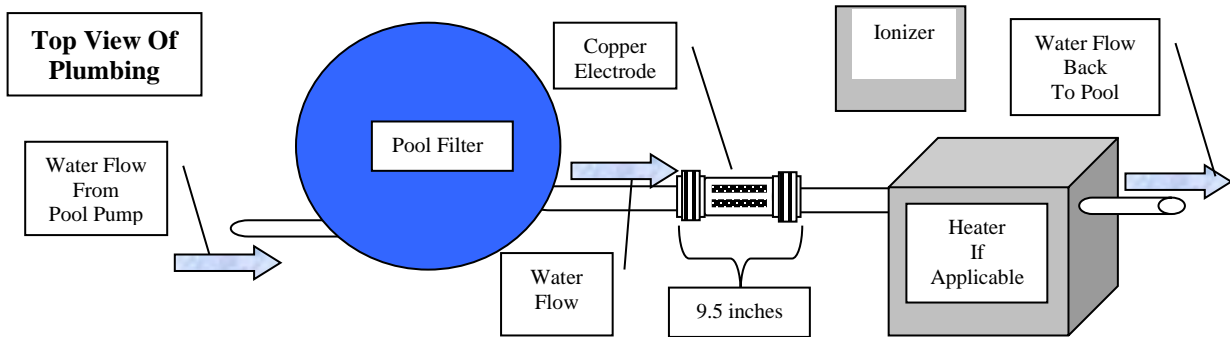 Top View Of
Plumbing
Water Flow
From
Pool Pump
Pool Filter
Copper
Electrode
Water
Flow
9.5 inches
Ionizer
Heater
If
Applicable
Water Flow
Back
To Pool